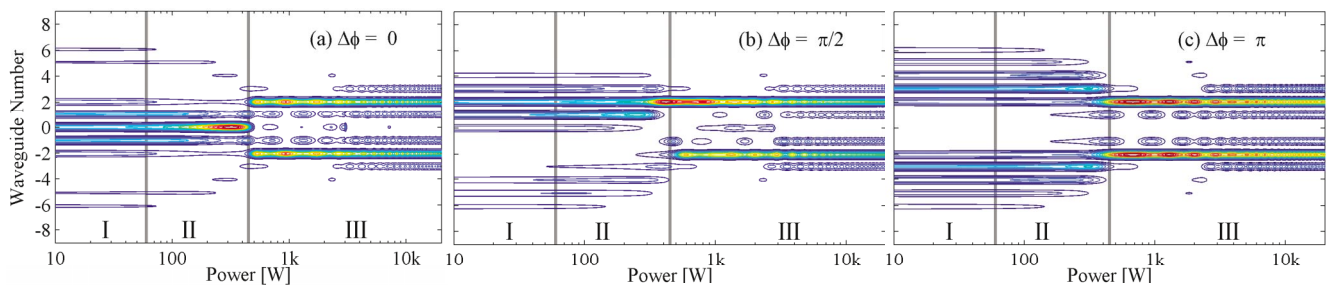 (a) Δϕ = 0
(b) Δϕ = π/2
(c) Δϕ = π
Waveguide Number
8
6
4
2
0
-2
-4
-6
-8
I II III
I II III
I II III
10 100 1k 10k
10 100 1k 10k
10 100 1k 10k
Power [W]
Power [W]
Power [W]